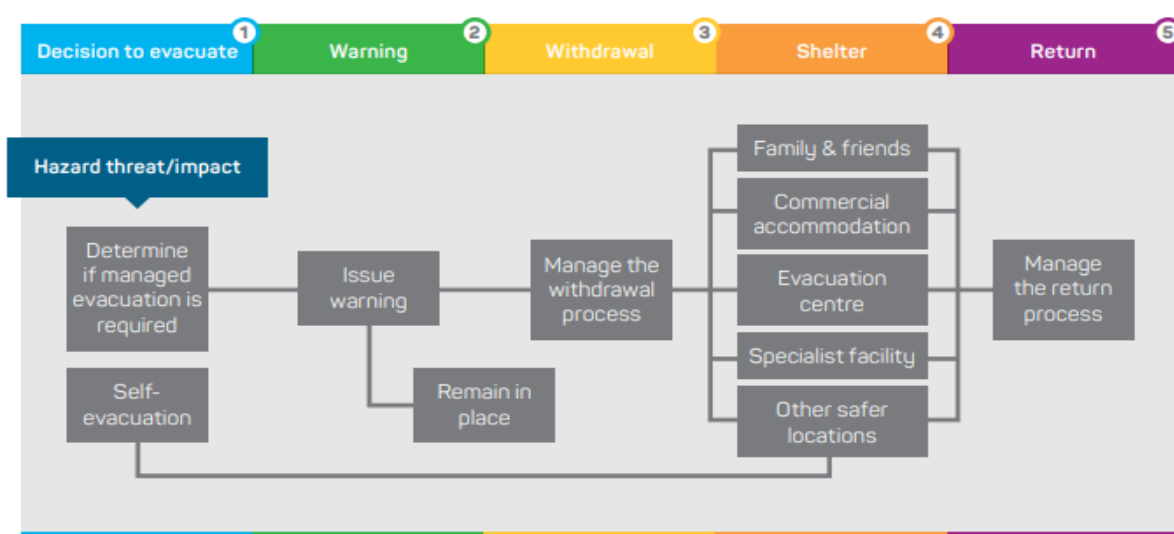 1
2
3
4
5
Decision to evacuate
Warning
Withdrawal
Shelter
Return
Hazard threat/impact
Determine
if managed
evacuation is
required
Self-
evacuation
Issue
warning
Remain in
place
Manage the
withdrawal
process
Family & friends
Commercial
accommodation
Evacuation
centre
Specialist facility
Other safer
locations
Manage
the return
process